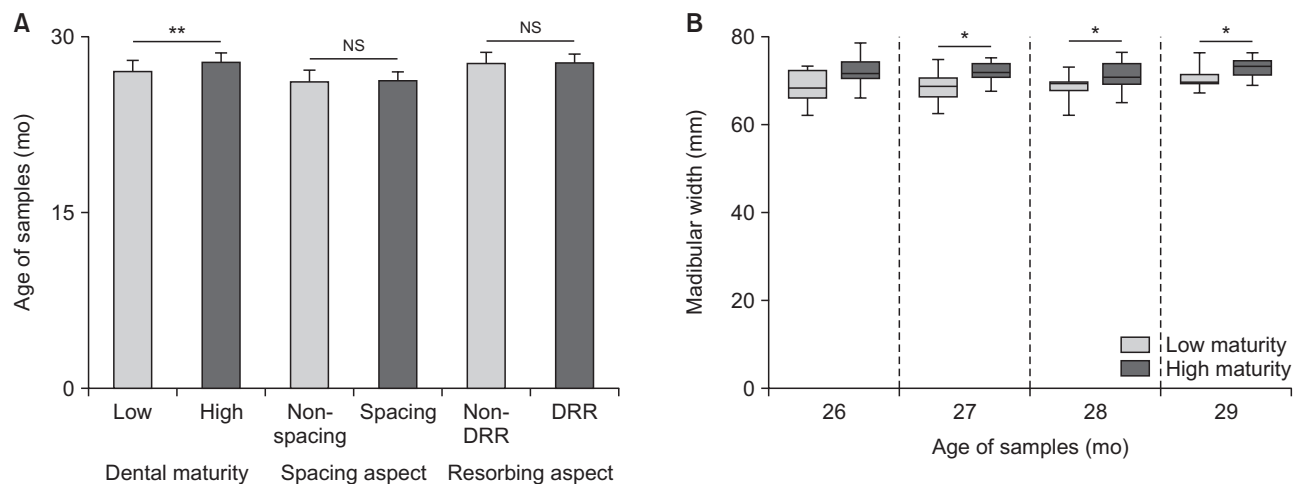 A
30
15
0
Age of samples (mo)
**
NS
NS
Low
High
Non-
spacing
Spacing
Non-
DRR
DRR
Dental maturity
Spacing aspect
Resorbing aspect
B
80
60
40
20
0
Madibular width (mm)
*
*
*
Low maturity
High maturity
26
27
28
29
Age of samples (mo)